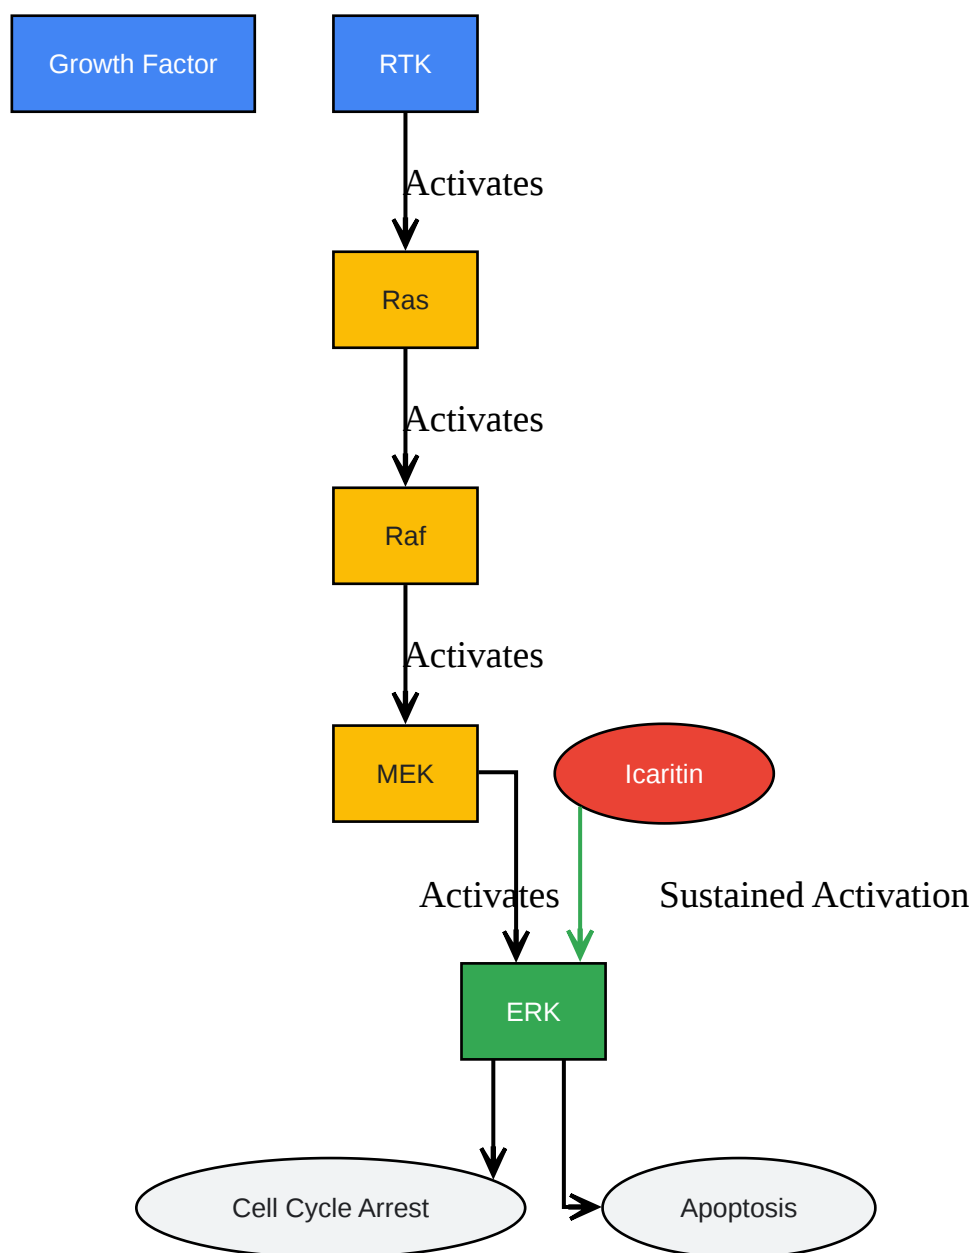 Growth Factor
RTK
Activates
Ras
Activates
Raf
Activates
MEK
Icaritin
Activates
Sustained Activation
ERK
Cell Cycle Arrest
Apoptosis